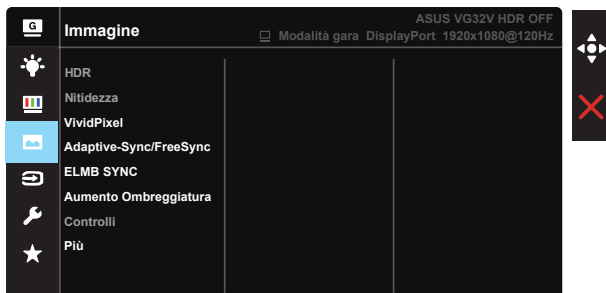 G
Immagine
ASUS VG32V HDR OFF
Modalità gara DisplayPort 1920x1080@120Hz
HDR
Nitidezza
VividPixel
Adaptive-Sync/FreeSync
ELMB SYNC
Aumento Ombreggiatura
Controlli
Più